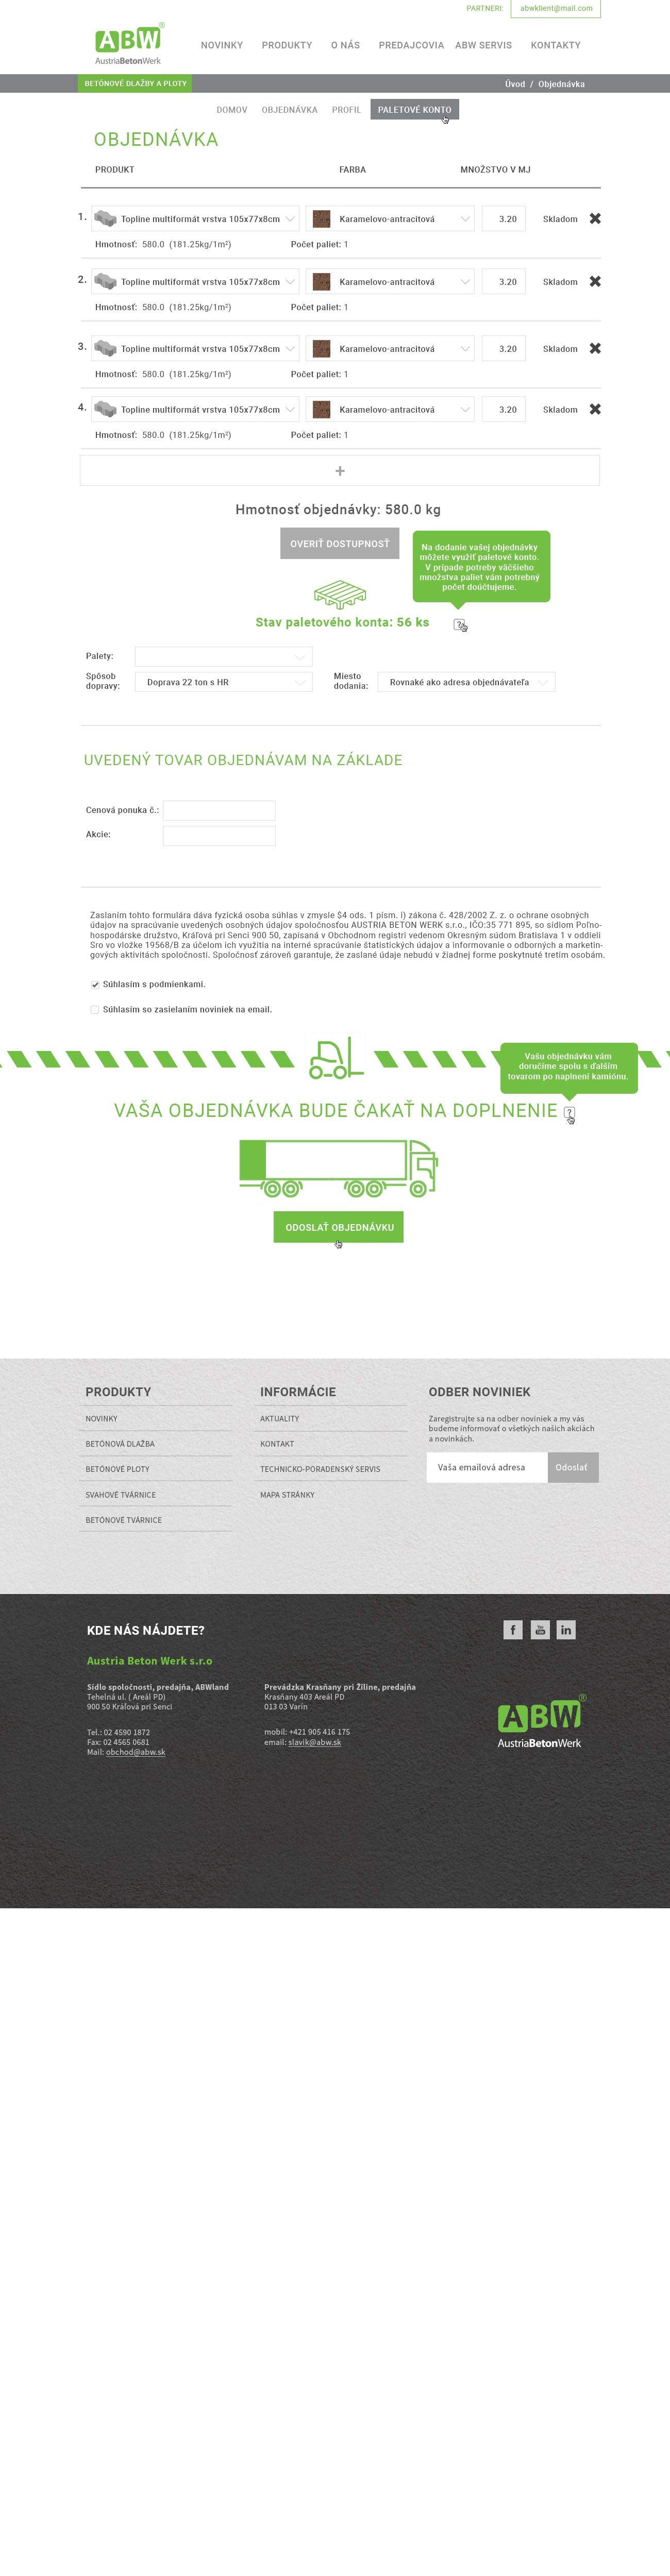 PARTNERI: abwklient@mail.com
ABW®
AustriaBetonWerk
NOVINKY PRODUKTY O NÁS PREDAJCOVIA ABW SERVIS KONTAKTY
BETÓNOVÉ DLAŽBY A PLOTY
Úvod / Objednávka
DOMOV OBJEDNÁVKA PROFIL PALETOVÉ KONTO
OBJEDNÁVKA
PRODUKT FARBA MNOŽSTVO V MJ
1. Topline multiformát vrstva 105x77x8cm Karamelovo-antracitová 3.20 Skladom
Hmotnosť: 580.0 (181.25kg/1m²) Počet paliet: 1
2. Topline multiformát vrstva 105x77x8cm Karamelovo-antracitová 3.20 Skladom
Hmotnosť: 580.0 (181.25kg/1m²) Počet paliet: 1
3. Topline multiformát vrstva 105x77x8cm Karamelovo-antracitová 3.20 Skladom
Hmotnosť: 580.0 (181.25kg/1m²) Počet paliet: 1
4. Topline multiformát vrstva 105x77x8cm Karamelovo-antracitová 3.20 Skladom
Hmotnosť: 580.0 (181.25kg/1m²) Počet paliet: 1
+
Hmotnosť objednávky: 580.0 kg
OVERIŤ DOSTUPNOSŤ
Na dodanie vašej objednávky
môžete využiť paletové konto.
V prípade potreby väčšieho
množstva paliet vám potrebný
počet doúčtujeme.
Stav paletového konta: 56 ks
?
Palety:
Spôsob
dopravy:
Doprava 22 ton s HR
Miesto
dodania:
Rovnaké ako adresa objednávateľa
UVEDENÝ TOVAR OBJEDNÁVAM NA ZÁKLADE
Cenová ponuka č.:
Akcie:
Zaslaním tohto formulára dáva fyzická osoba súhlas v zmysle $4 ods. 1 písm. i) zákona č. 428/2002 Z. z. o ochrane osobných
údajov na spracúvanie uvedených osobných údajov spoločnosťou AUSTRIA BETON WERK s.r.o., IČO:35 771 895, so sídlom Poľno-
hospodárske družstvo, Kráľová pri Senci 900 50, zapísaná v Obchodnom registri vedenom Okresným súdom Bratislava 1 v oddieli
Sro vo vložke 19568/B za účelom ich využitia na interné spracúvanie štatistických údajov a informovanie o odborných a marketin-
gových aktivitách spoločnosti. Spoločnosť zároveň garantuje, že zaslané údaje nebudú v žiadnej forme poskytnuté tretím osobám.
Súhlasím s podmienkami.
Súhlasím so zasielaním noviniek na email.
Vašu objednávku vám
doručíme spolu s ďalším
tovarom po naplnení kamiónu.
VAŠA OBJEDNÁVKA BUDE ČAKAŤ NA DOPLNENIE
?
ODOSLAŤ OBJEDNÁVKU
PRODUKTY
NOVINKY
BETÓNOVÁ DLAŽBA
BETÓNOVÉ PLOTY
SVAHOVÉ TVÁRNICE
BETÓNOVÉ TVÁRNICE
INFORMÁCIE
AKTUALITY
KONTAKT
TECHNICKO-PORADENSKÝ SERVIS
MAPA STRÁNKY
ODBER NOVINIEK
Zaregistrujte sa na odber noviniek a my vás
budeme informovať o všetkých našich akciách
a novinkách.
Vaša emailová adresa
Odoslať
KDE NÁS NÁJDETE?
Austria Beton Werk s.r.o
Sídlo spoločnosti, predajňa, ABWland
Tehelná ul. ( Areál PD)
900 50 Kráľová pri Senci
Tel.: 02 4590 1872
Fax: 02 4565 0681
Mail: obchod@abw.sk
Prevádzka Krasňany pri Žiline, predajňa
Krasňany 403 Areál PD
013 03 Varín
mobil: +421 905 416 175
email: slavik@abw.sk
f You Tube in
ABW®
AustriaBetonWerk